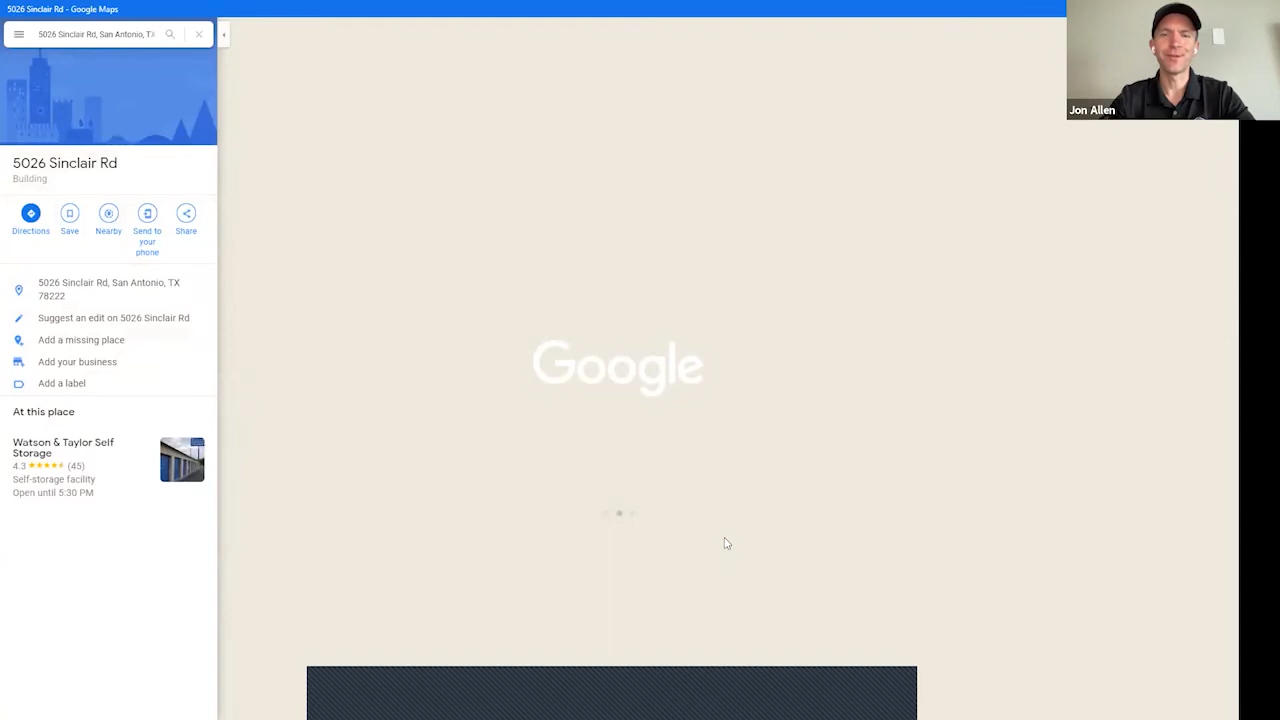 5026 Sinclair Rd - Google Maps
5026 Sinclair Rd, San Antonio, TX
Jon Allen
5026 Sinclair Rd
Building
Directions
Save
Nearby
Send to
your
phone
Share
5026 Sinclair Rd, San Antonio, TX
78222
Suggest an edit on 5026 Sinclair Rd
Add a missing place
Add your business
Add a label
At this place
Watson & Taylor Self
Storage
4.3 (45)
Self-storage facility
Open until 5:30 PM
Google